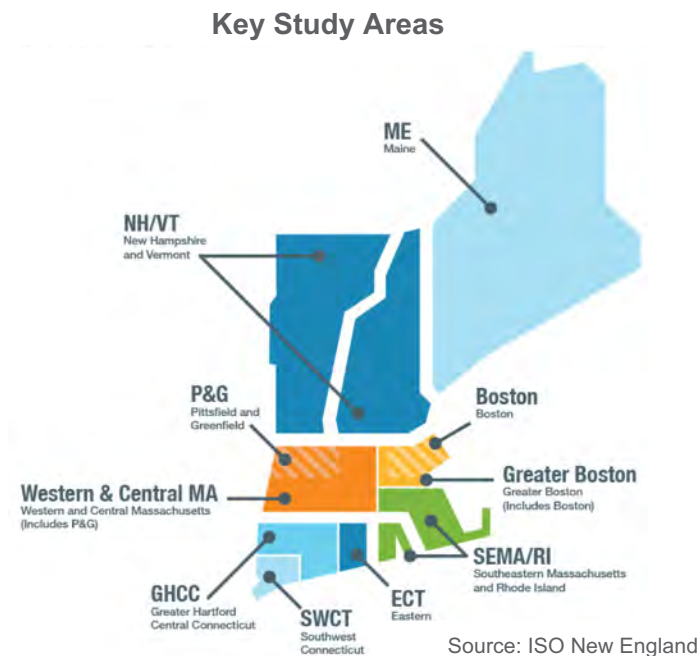 Key Study Areas
ME
Maine
NH/VT
New Hampshire
and Vermont
P&G
Pittsfield and
Greenfield
Boston
Boston
Western & Central MA
Western and Central Massachusetts
(Includes P&G)
Greater Boston
Greater Boston
(Includes Boston)
SEMA/RI
Southeastern Massachusetts
and Rhode Island
GHCC
Greater Hartford
Central Connecticut
SWCT
Southwest
Connecticut
ECT
Eastern
Source: ISO New England